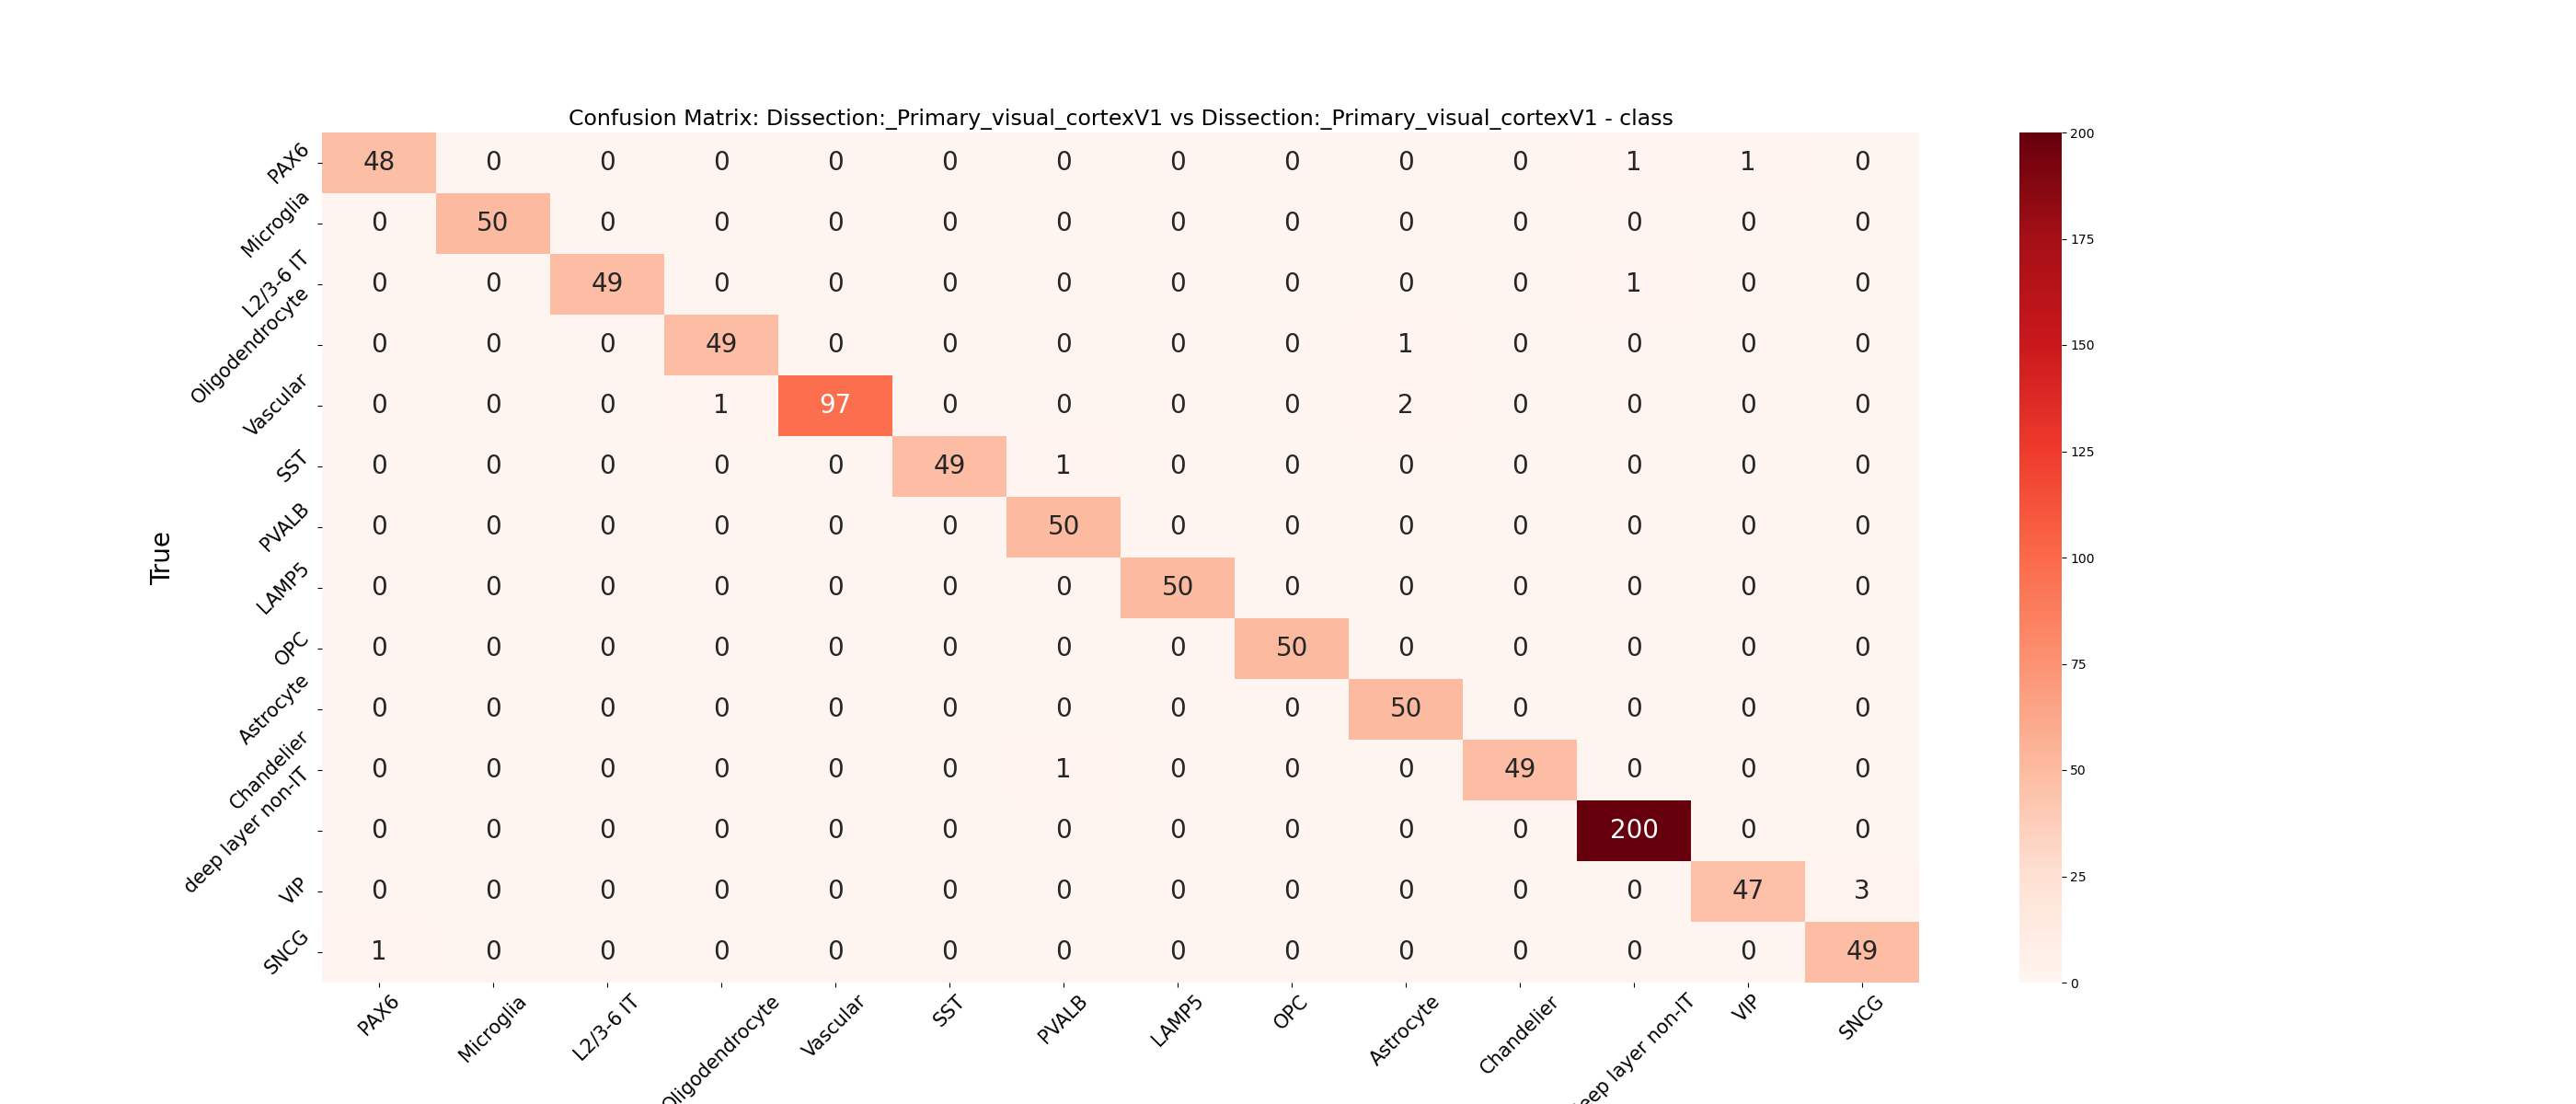 Confusion Matrix: Dissection:_Primary_visual_cortexV1 vs Dissection:_Primary_visual_cortexV1 - class
True
PAX6 48 0 0 0 0 0 0 0 0 0 0 1 1 0
Microglia 0 50 0 0 0 0 0 0 0 0 0 0 0 0
L2/3-6 IT 0 0 49 0 0 0 0 0 0 0 0 1 0 0
Oligodendrocyte 0 0 0 49 0 0 0 0 0 1 0 0 0 0
Vascular 0 0 0 1 97 0 0 0 0 2 0 0 0 0
SST 0 0 0 0 0 49 1 0 0 0 0 0 0 0
PVALB 0 0 0 0 0 0 50 0 0 0 0 0 0 0
LAMP5 0 0 0 0 0 0 0 50 0 0 0 0 0 0
OPC 0 0 0 0 0 0 0 0 50 0 0 0 0 0
Astrocyte 0 0 0 0 0 0 0 0 0 50 0 0 0 0
Chandelier 0 0 0 0 0 0 1 0 0 0 49 0 0 0
deep layer non-IT 0 0 0 0 0 0 0 0 0 0 0 200 0 0
VIP 0 0 0 0 0 0 0 0 0 0 0 0 47 3
SNCG 1 0 0 0 0 0 0 0 0 0 0 0 0 49
PAX6 Microglia L2/3-6 IT Oligodendrocyte Vascular SST PVALB LAMP5 OPC Astrocyte Chandelier eep layer non-IT VIP SNCG
200
175
150
125
100
75
50
25
0